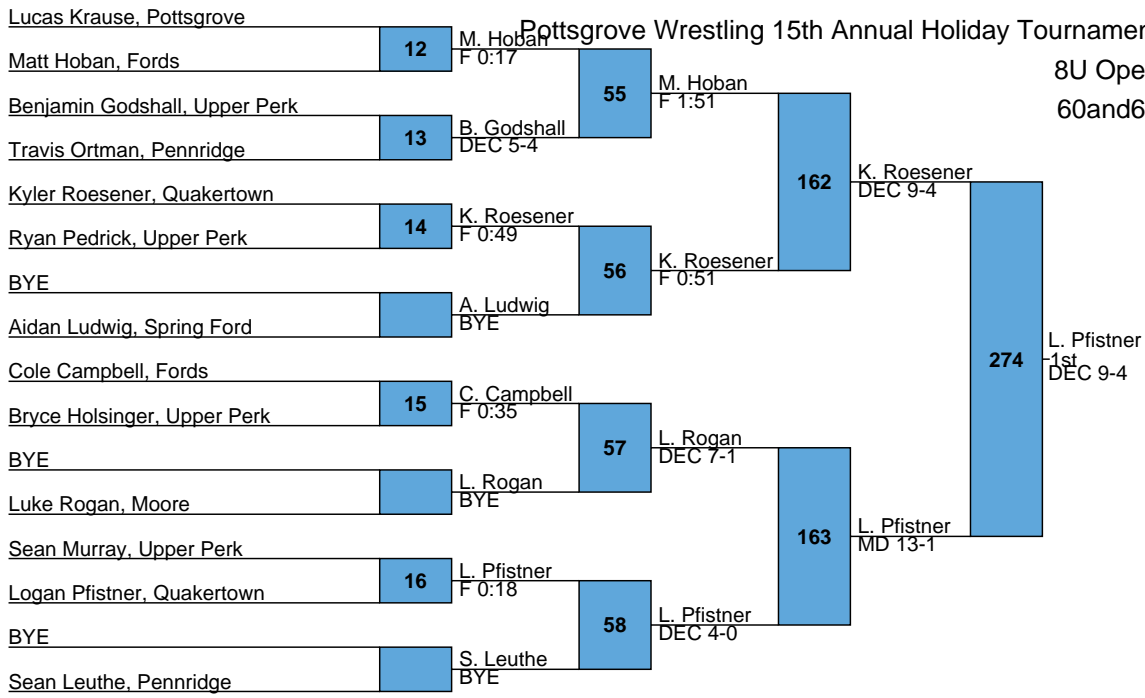 Pottsgrove Wrestling 15th Annual Holiday Tournamen
8U Ope
60and6
Lucas Krause, Pottsgrove
12
M. Hoban
F 0:17
Matt Hoban, Fords
55
M. Hoban
F 1:51
Benjamin Godshall, Upper Perk
13
B. Godshall
DEC 5-4
Travis Ortman, Pennridge
162
K. Roesener
DEC 9-4
Kyler Roesener, Quakertown
14
K. Roesener
F 0:49
Ryan Pedrick, Upper Perk
56
K. Roesener
F 0:51
BYE
A. Ludwig
BYE
Aidan Ludwig, Spring Ford
274
L. Pfistner
1st
DEC 9-4
Cole Campbell, Fords
15
C. Campbell
F 0:35
Bryce Holsinger, Upper Perk
57
L. Rogan
DEC 7-1
BYE
L. Rogan
BYE
Luke Rogan, Moore
163
L. Pfistner
MD 13-1
Sean Murray, Upper Perk
16
L. Pfistner
F 0:18
Logan Pfistner, Quakertown
58
L. Pfistner
DEC 4-0
BYE
S. Leuthe
BYE
Sean Leuthe, Pennridge